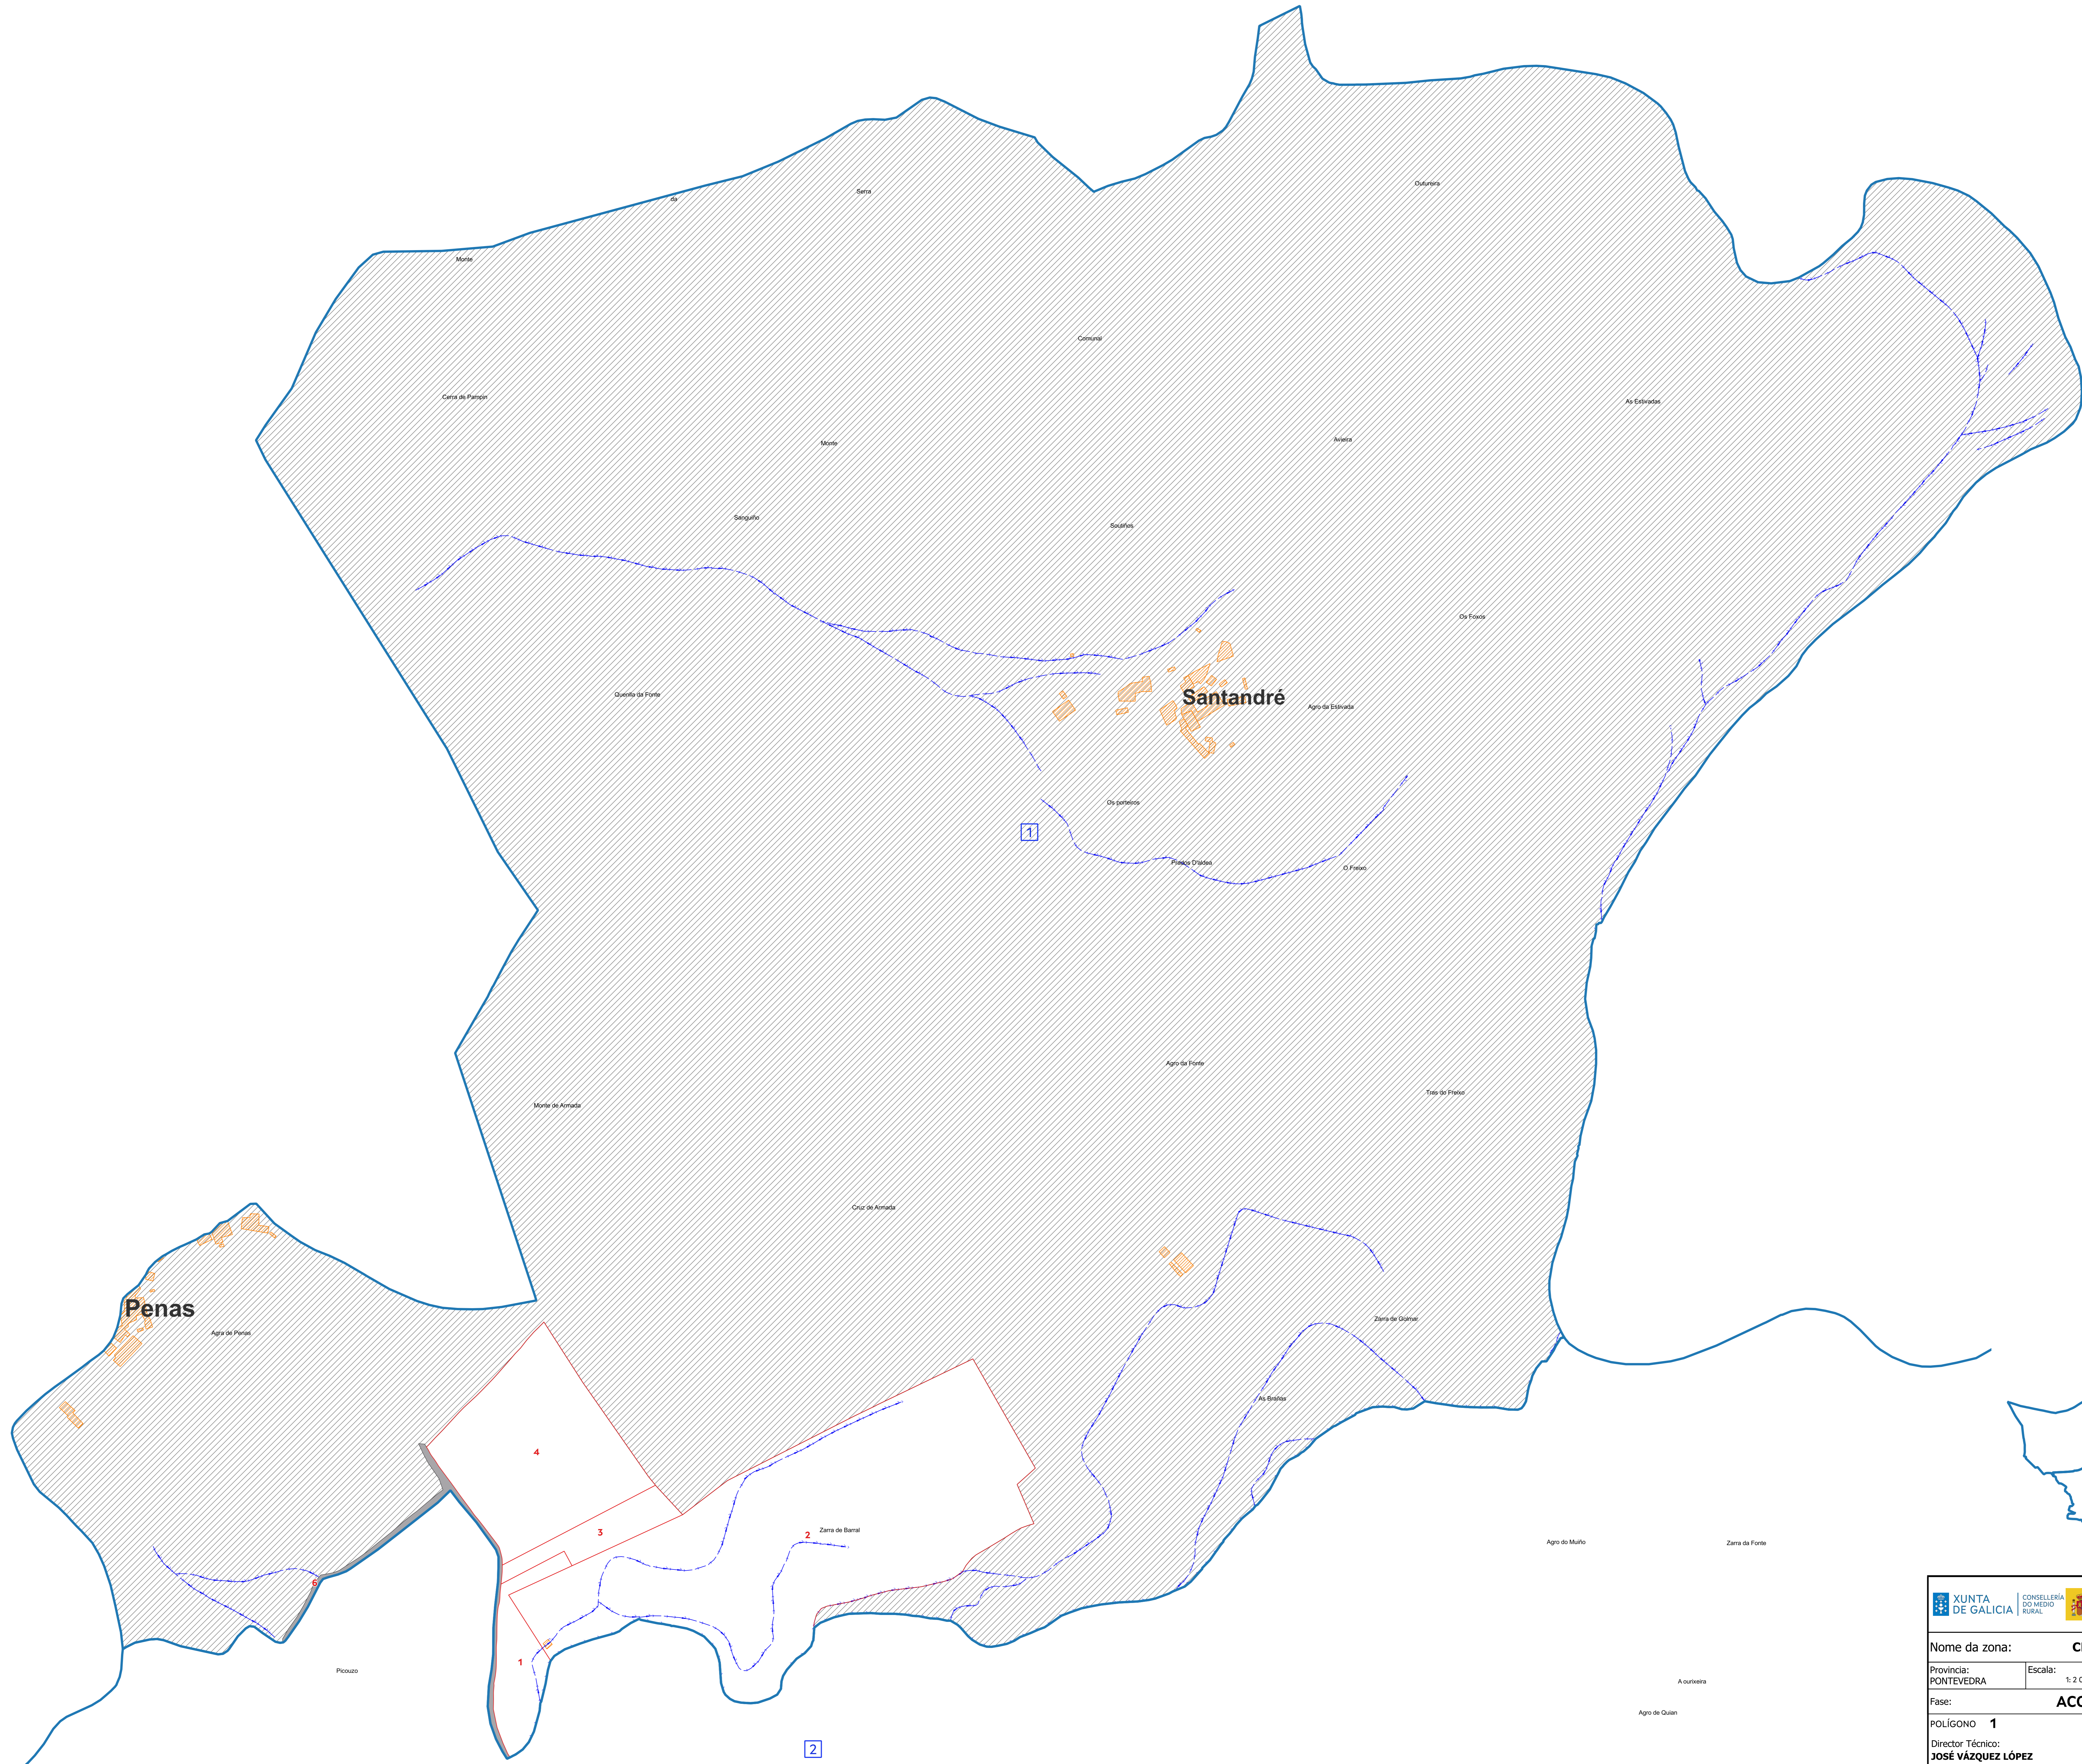 Serra
Outureira
da
Monte
Comunal
Cerra de Pampin
As Estivadas
Avieira
Monte
Sanguiño
Soutiños
Os Foxos
Quenlla da Fonte
Santandré
Agro da Estivada
Os porteiros
1
Prados D'aldea
O Freixo
Agro da Fonte
Tras do Freixo
Monte de Armada
Cruz de Armada
Penas
Agra de Penas
Zarra de Golmar
As Brañas
4
3
2
Zarra de Barral
Agro do Muiño
Zarra da Fonte
6
1
Picouzo
A ourixeira
Agro de Quian
2
XUNTA DE GALICIA
CONSELLERÍA DO MEDIO RURAL
Nome da zona:
Provincia:
PONTEVEDRA
Escala:
Fase:
POLÍGONO 1
Director Técnico:
JOSÉ VÁZQUEZ LÓPEZ